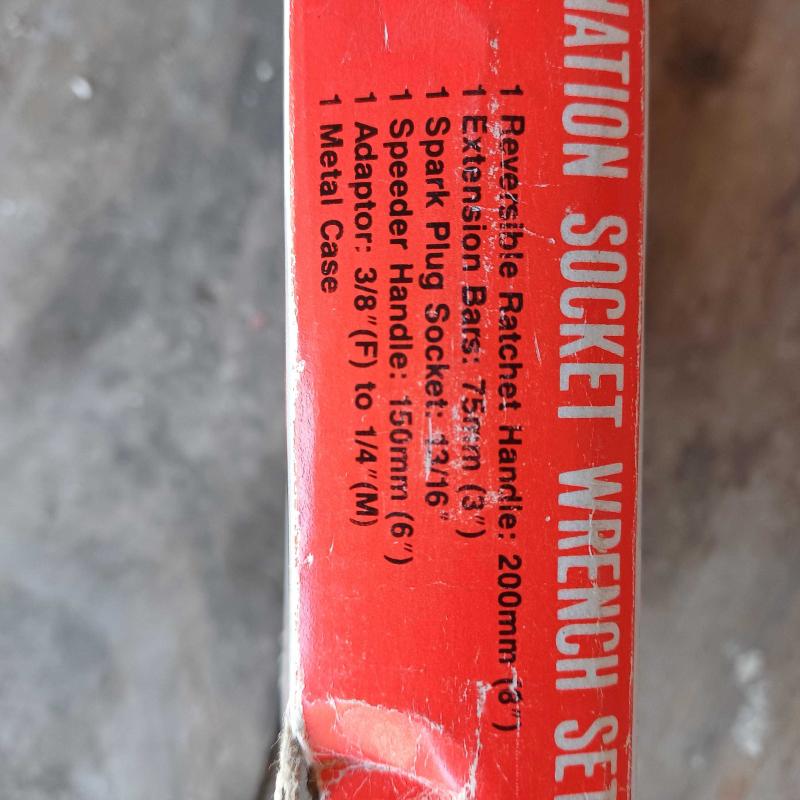 NATION SOCKET WRENCH SET
1 Reversible Ratchet Handle: 200mm (8")
1 Extension Bars: 75mm (3")
1 Spark Plug Socket: 13/16"
1 Speeder Handle: 150mm (6")
1 Adaptor: 3/8"(F) to 1/4"(M)
1 Metal Case